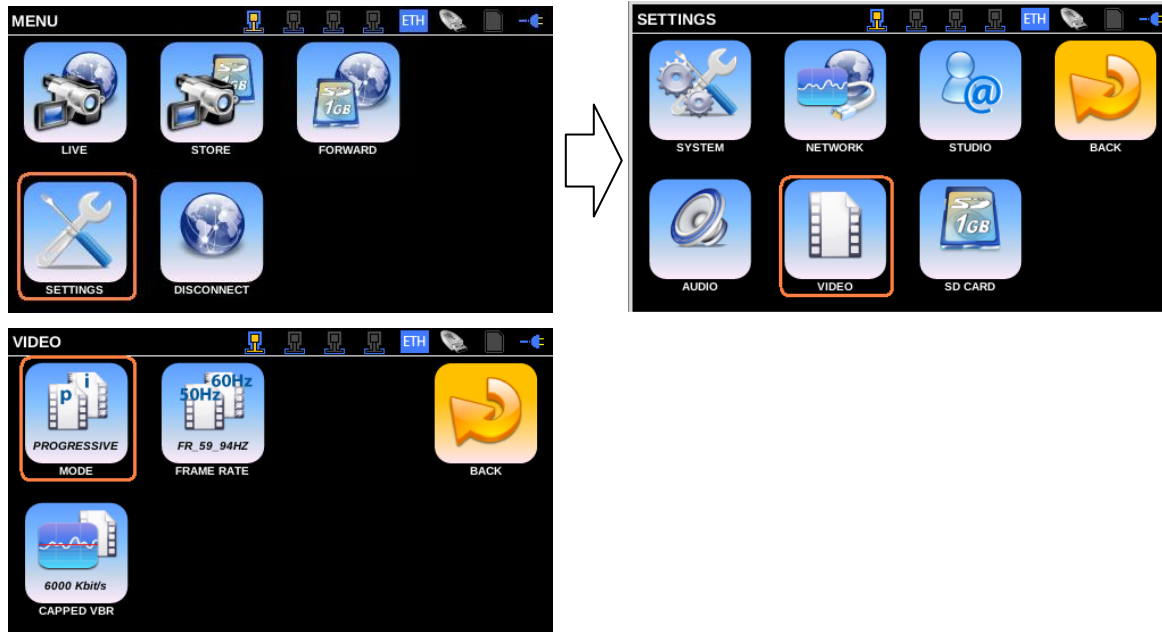 MENU ETH
1GB 1GB
LIVE STORE FORWARD
SETTINGS DISCONNECT
SETTINGS ETH
SYSTEM NETWORK STUDIO BACK
1GB
AUDIO VIDEO SD CARD
VIDEO ETH
p i 50Hz 60Hz
PROGRESSIVE FR_59_94HZ
MODE FRAME RATE BACK
6000 Kbit/s
CAPPED VBR